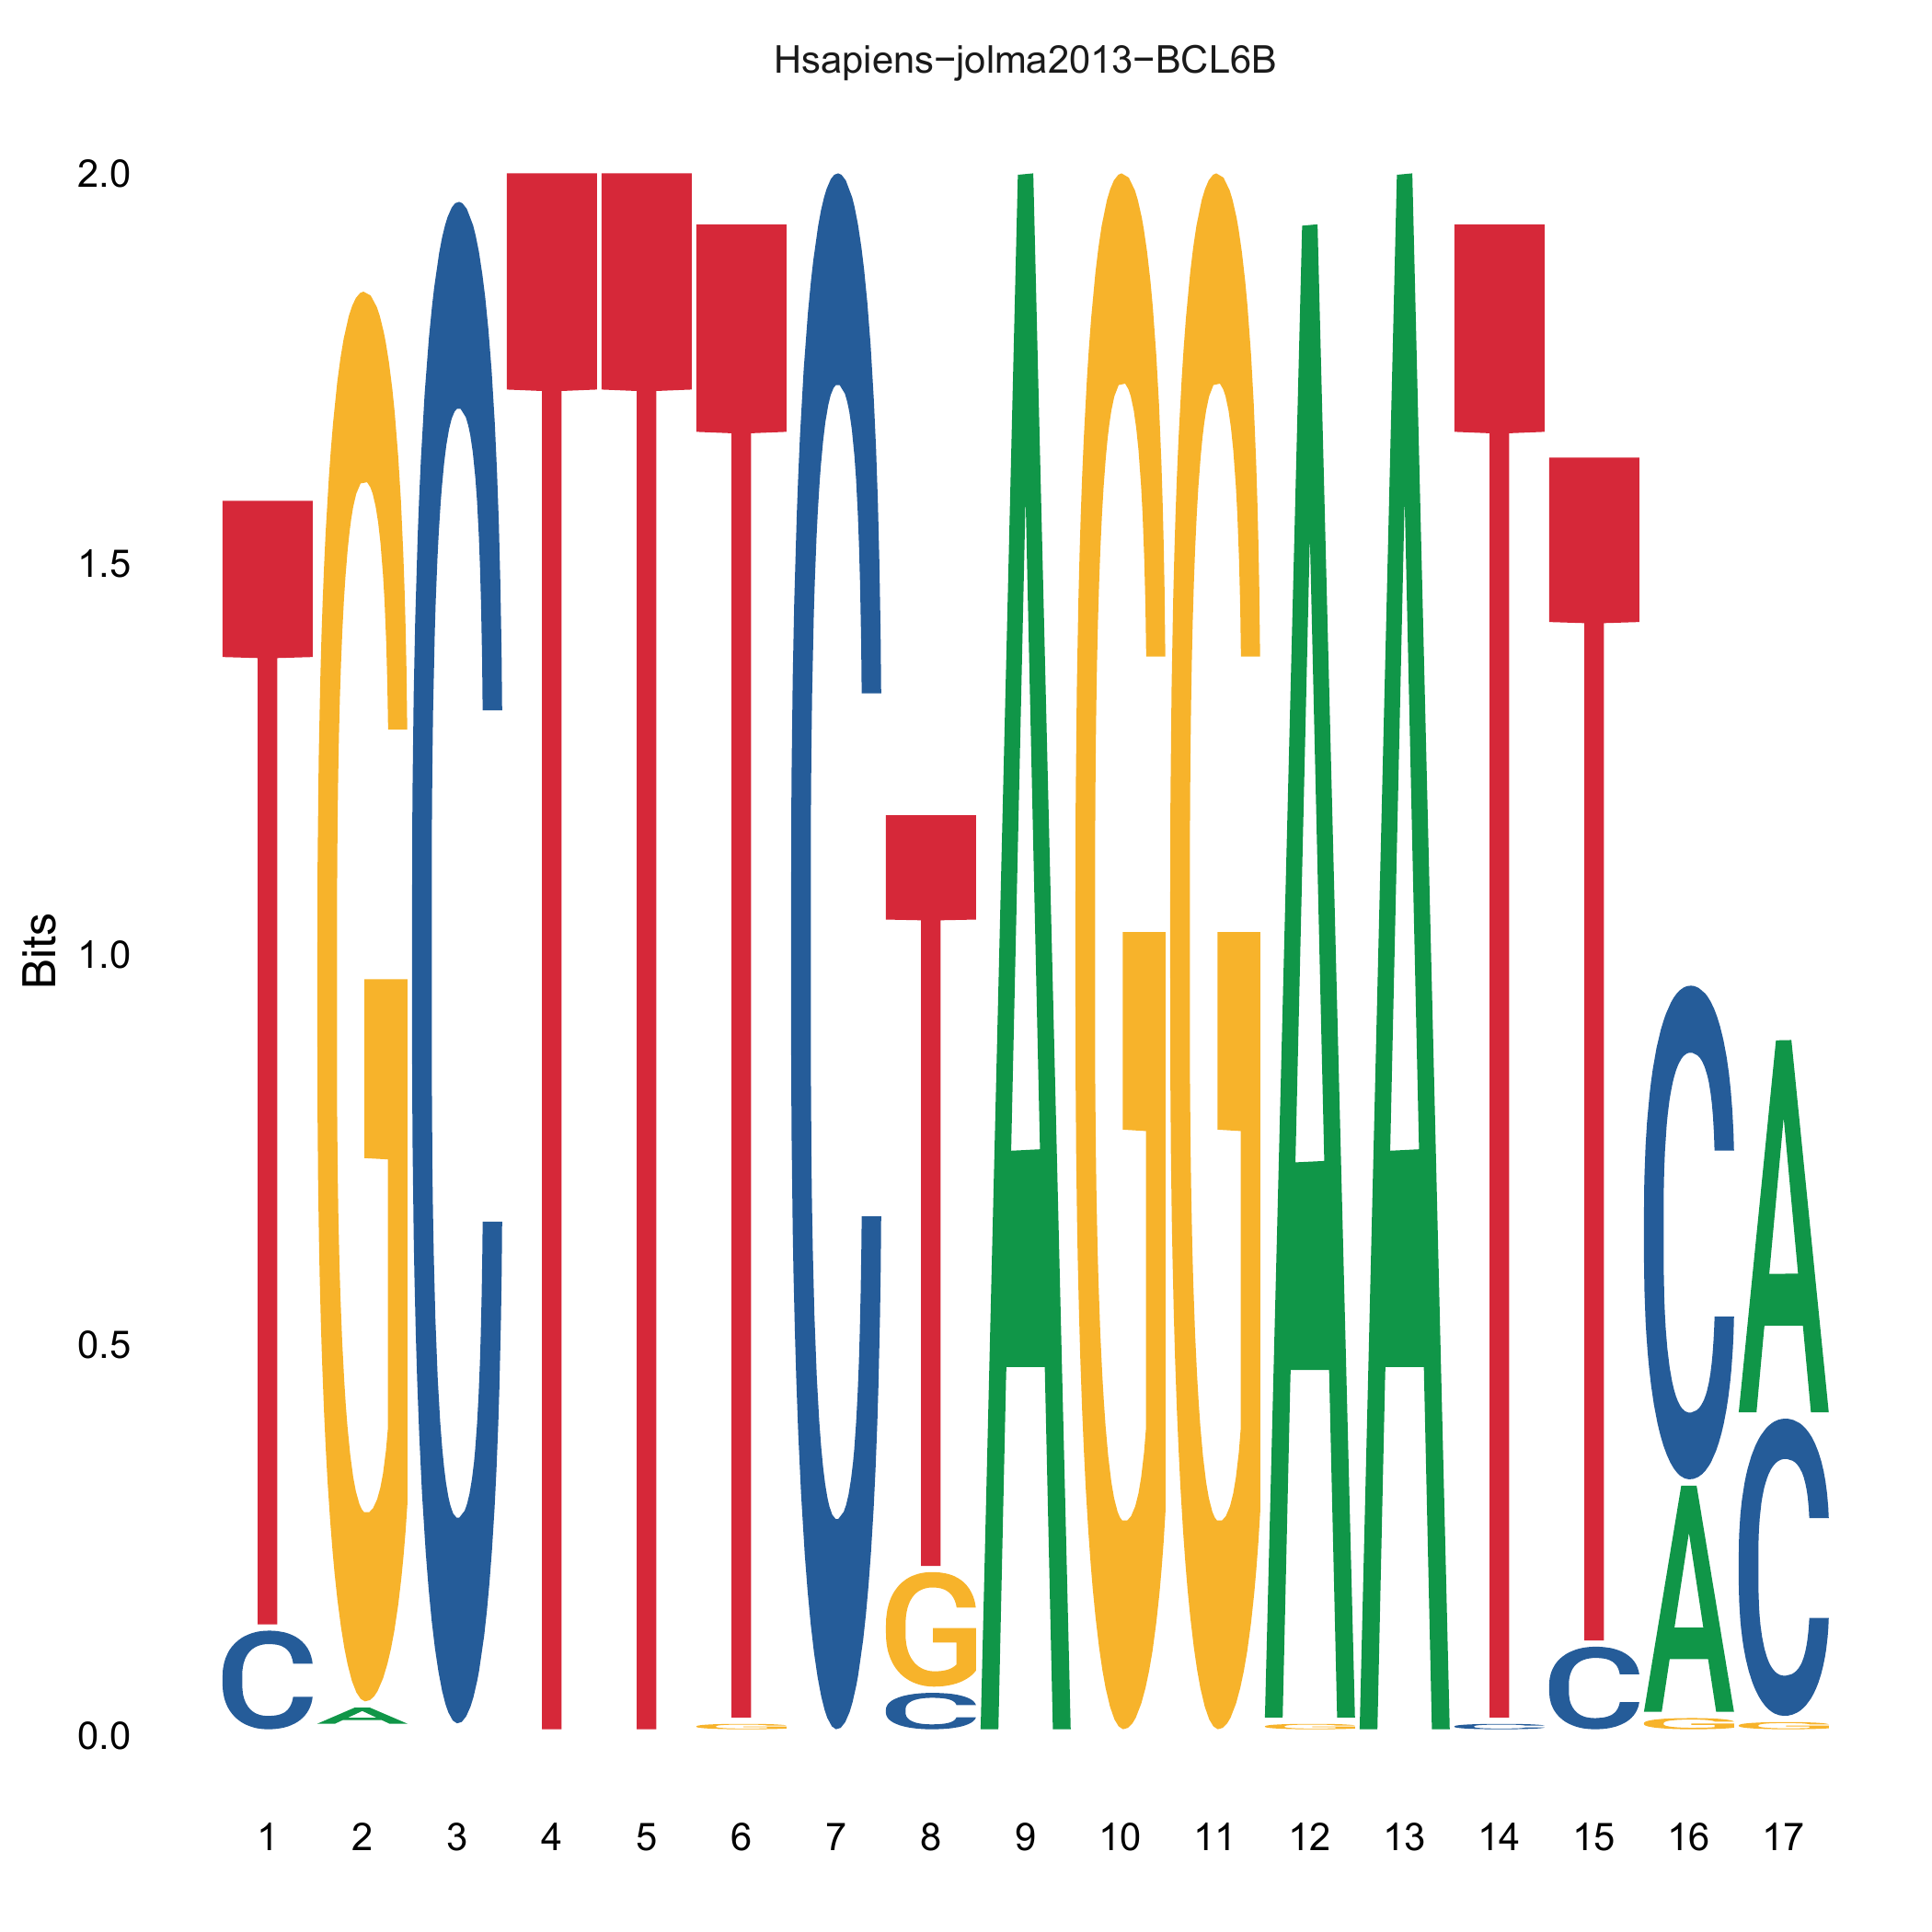 Hsapiens−jolma2013−BCL6B
2.0
1.5
1.0
0.5
0.0
Bits
T G C T T T C T A G G A A T T C A
C A G G C G C C A C
C G G
1 2 3 4 5 6 7 8 9 10 11 12 13 14 15 16 17